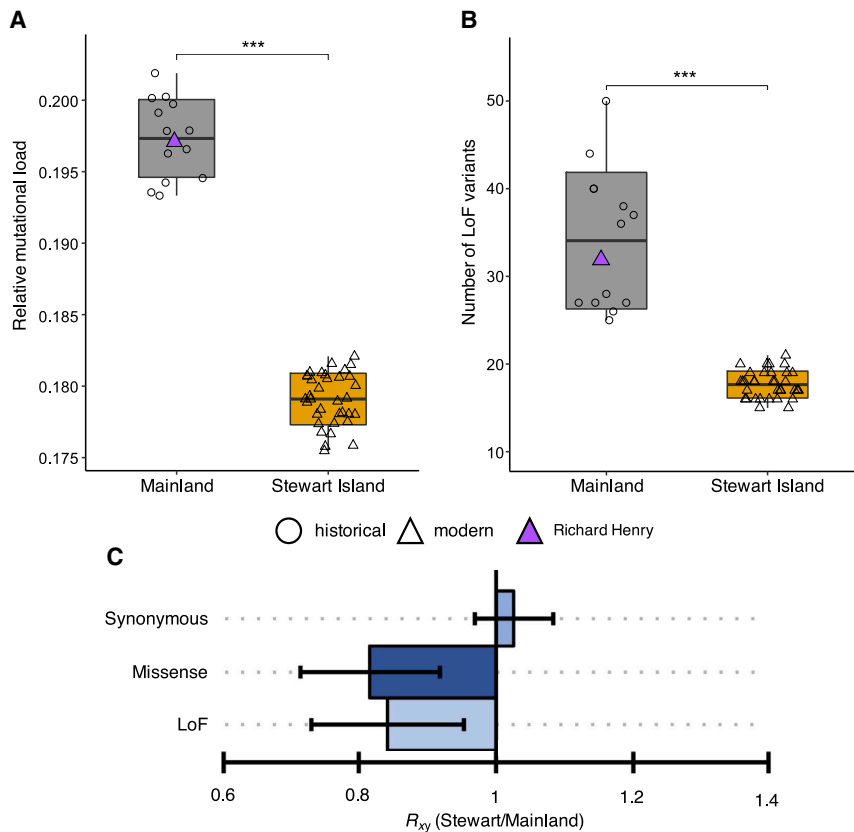 A
***
0.200
0.195
0.190
0.185
0.180
0.175
Relative mutational load
Mainland
Stewart Island
B
***
50
40
30
20
10
Number of LoF variants
Mainland
Stewart Island
historical
modern
Richard Henry
C
Synonymous
Missense
LoF
0.6
0.8
1
1.2
1.4
Rxy (Stewart/Mainland)